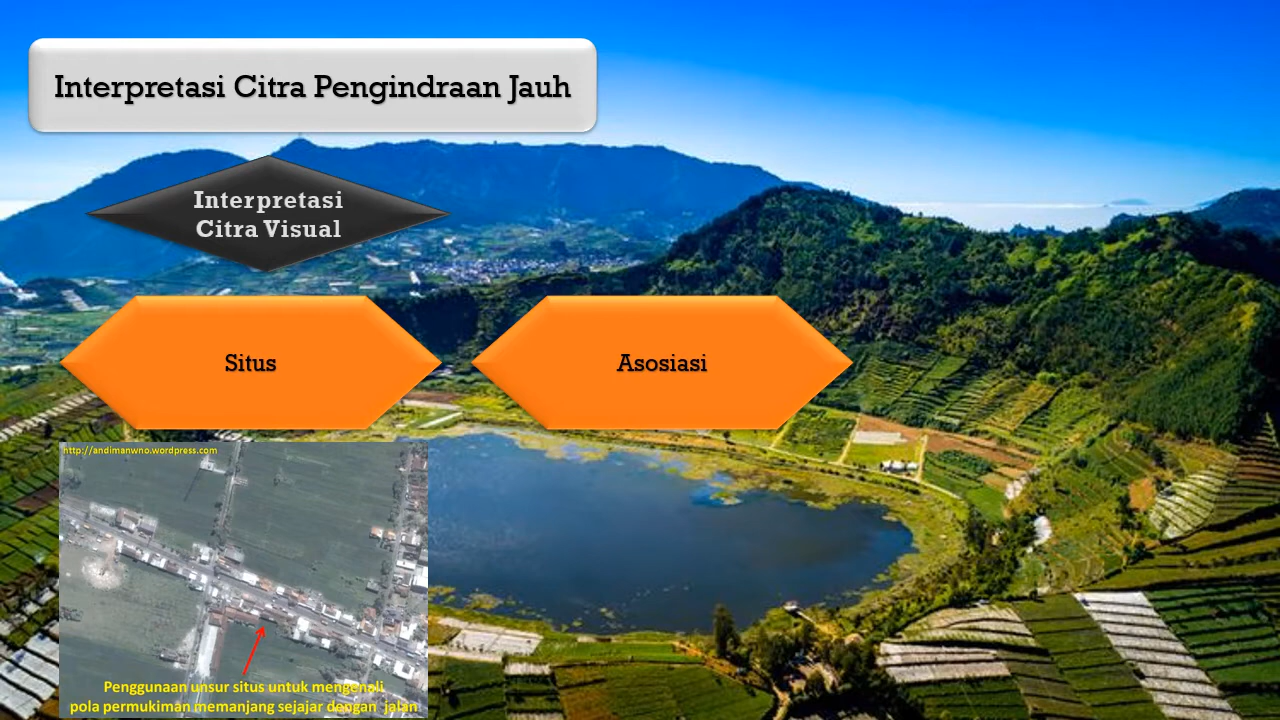 Interpretasi Citra Pengindraan Jauh
Interpretasi
Citra Visual
Situs
Asosiasi
http://andimanwno.wordpress.com
Penggunaan unsur situs untuk mengenali
pola permukiman memanjang sejajar dengan jalan